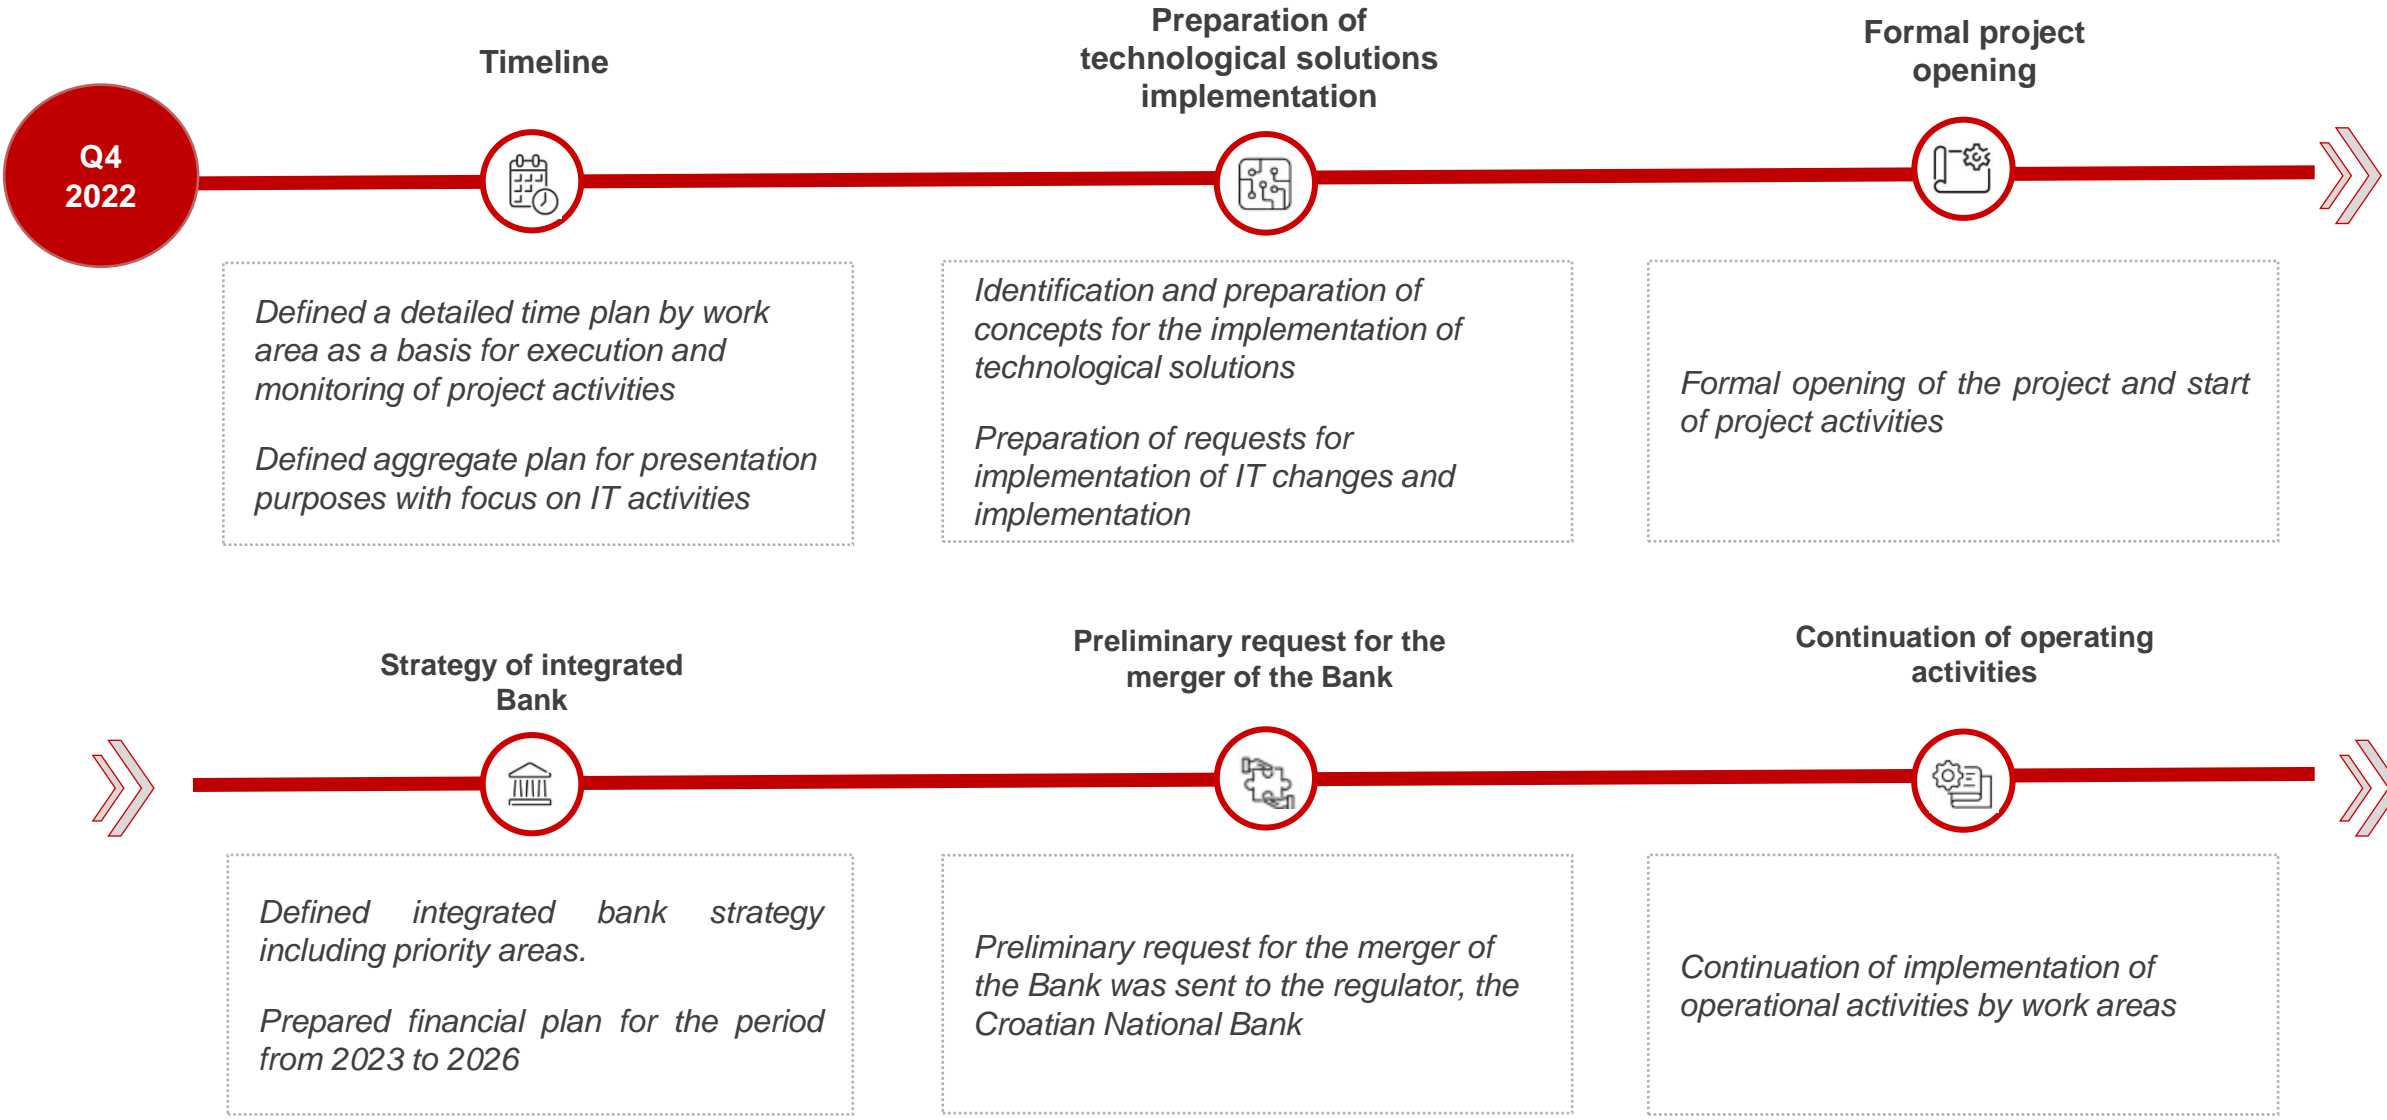 Q4
2022
Timeline
Preparation of
technological solutions
implementation
Formal project
opening
Defined a detailed time plan by work
area as a basis for execution and
monitoring of project activities
Defined aggregate plan for presentation
purposes with focus on IT activities
Identification and preparation of
concepts for the implementation of
technological solutions
Preparation of requests for
implementation of IT changes and
implementation
Formal opening of the project and start
of project activities
Strategy of integrated
Bank
Preliminary request for the
merger of the Bank
Continuation of operating
activities
Defined integrated bank strategy
including priority areas.
Prepared financial plan for the period
from 2023 to 2026
Preliminary request for the merger of
the Bank was sent to the regulator, the
Croatian National Bank
Continuation of implementation of
operational activities by work areas